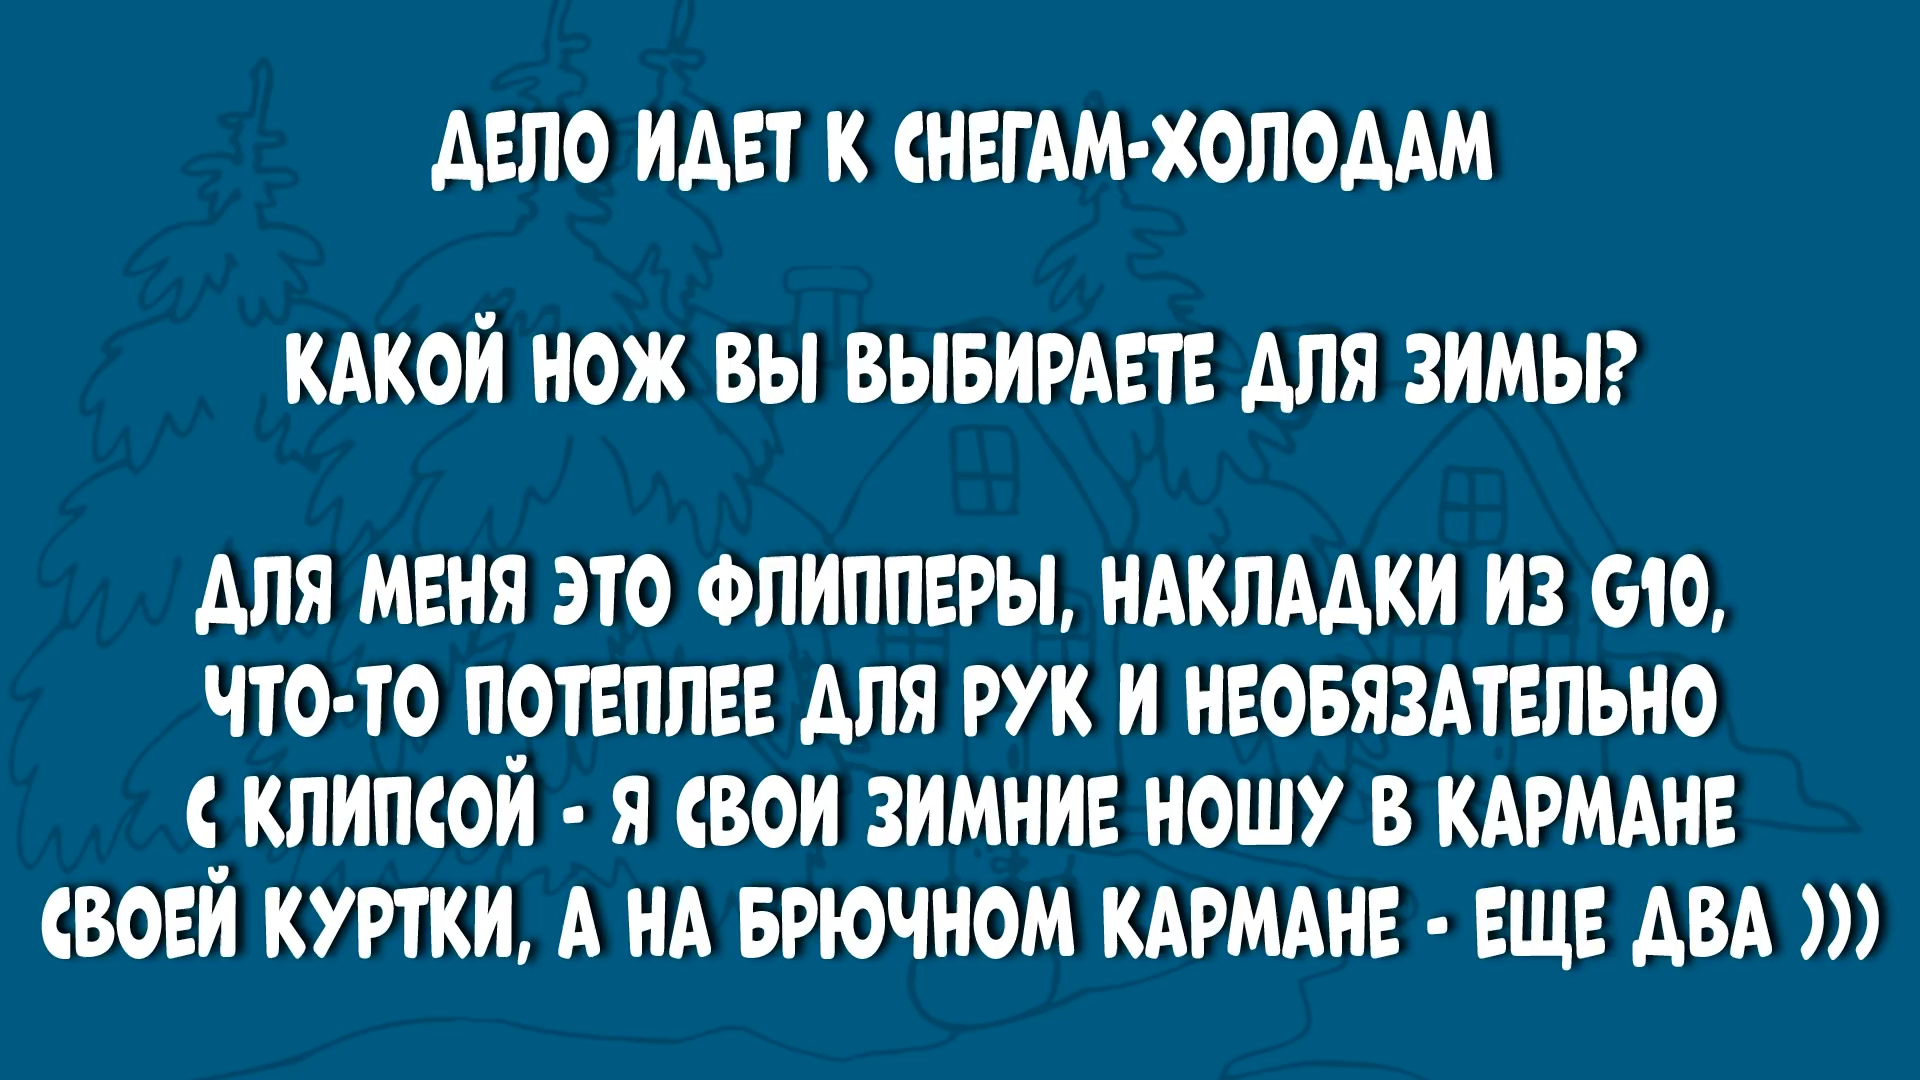 ДЕЛО ИДЕТ К СНЕГАМ-ХОЛОДАМ
КАКОЙ НОЖ ВЫ ВЫБИРАЕТЕ ДЛЯ ЗИМЫ?
ДЛЯ МЕНЯ ЭТО ФЛИППЕРЫ, НАКЛАДКИ ИЗ G10,
ЧТО-ТО ПОТЕПЛЕЕ ДЛЯ РУК И НЕОБЯЗАТЕЛЬНО
С КЛИПСОЙ - Я СВОИ ЗИМНИЕ НОШУ В КАРМАНЕ
СВОЕЙ КУРТКИ, А НА БРЮЧНОМ КАРМАНЕ - ЕЩЕ ДВА )))